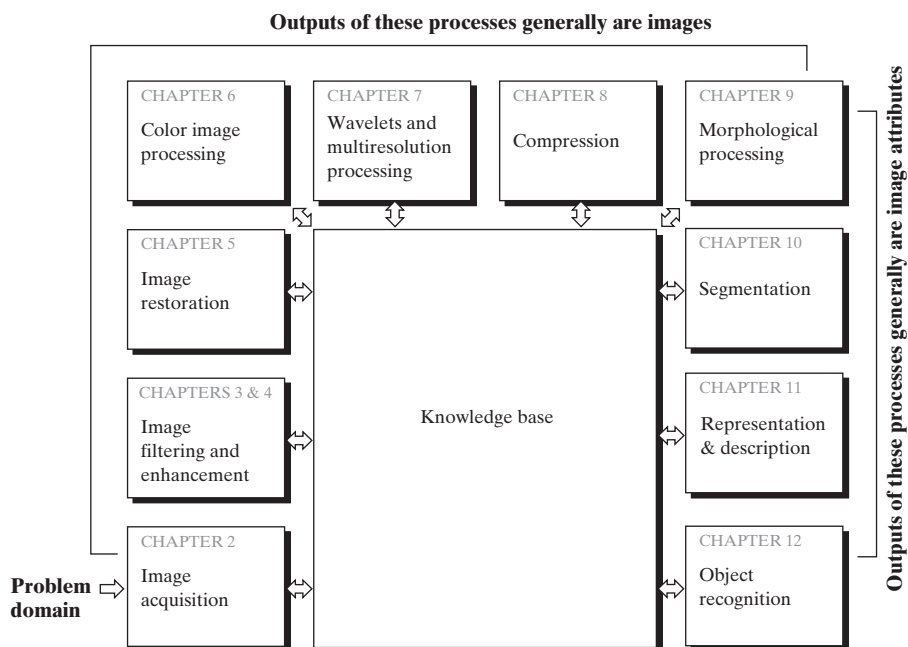 Outputs of these processes generally are images
CHAPTER 6
Color image
processing
CHAPTER 7
Wavelets and
multiresolution
processing
CHAPTER 8
Compression
CHAPTER 9
Morphological
processing
CHAPTER 5
Image
restoration
CHAPTER 10
Segmentation
CHAPTERS 3 & 4
Image
filtering and
enhancement
Knowledge base
CHAPTER 11
Representation
& description
CHAPTER 2
Image
acquisition
CHAPTER 12
Object
recognition
Problem
domain
Outputs of these processes generally are image attributes